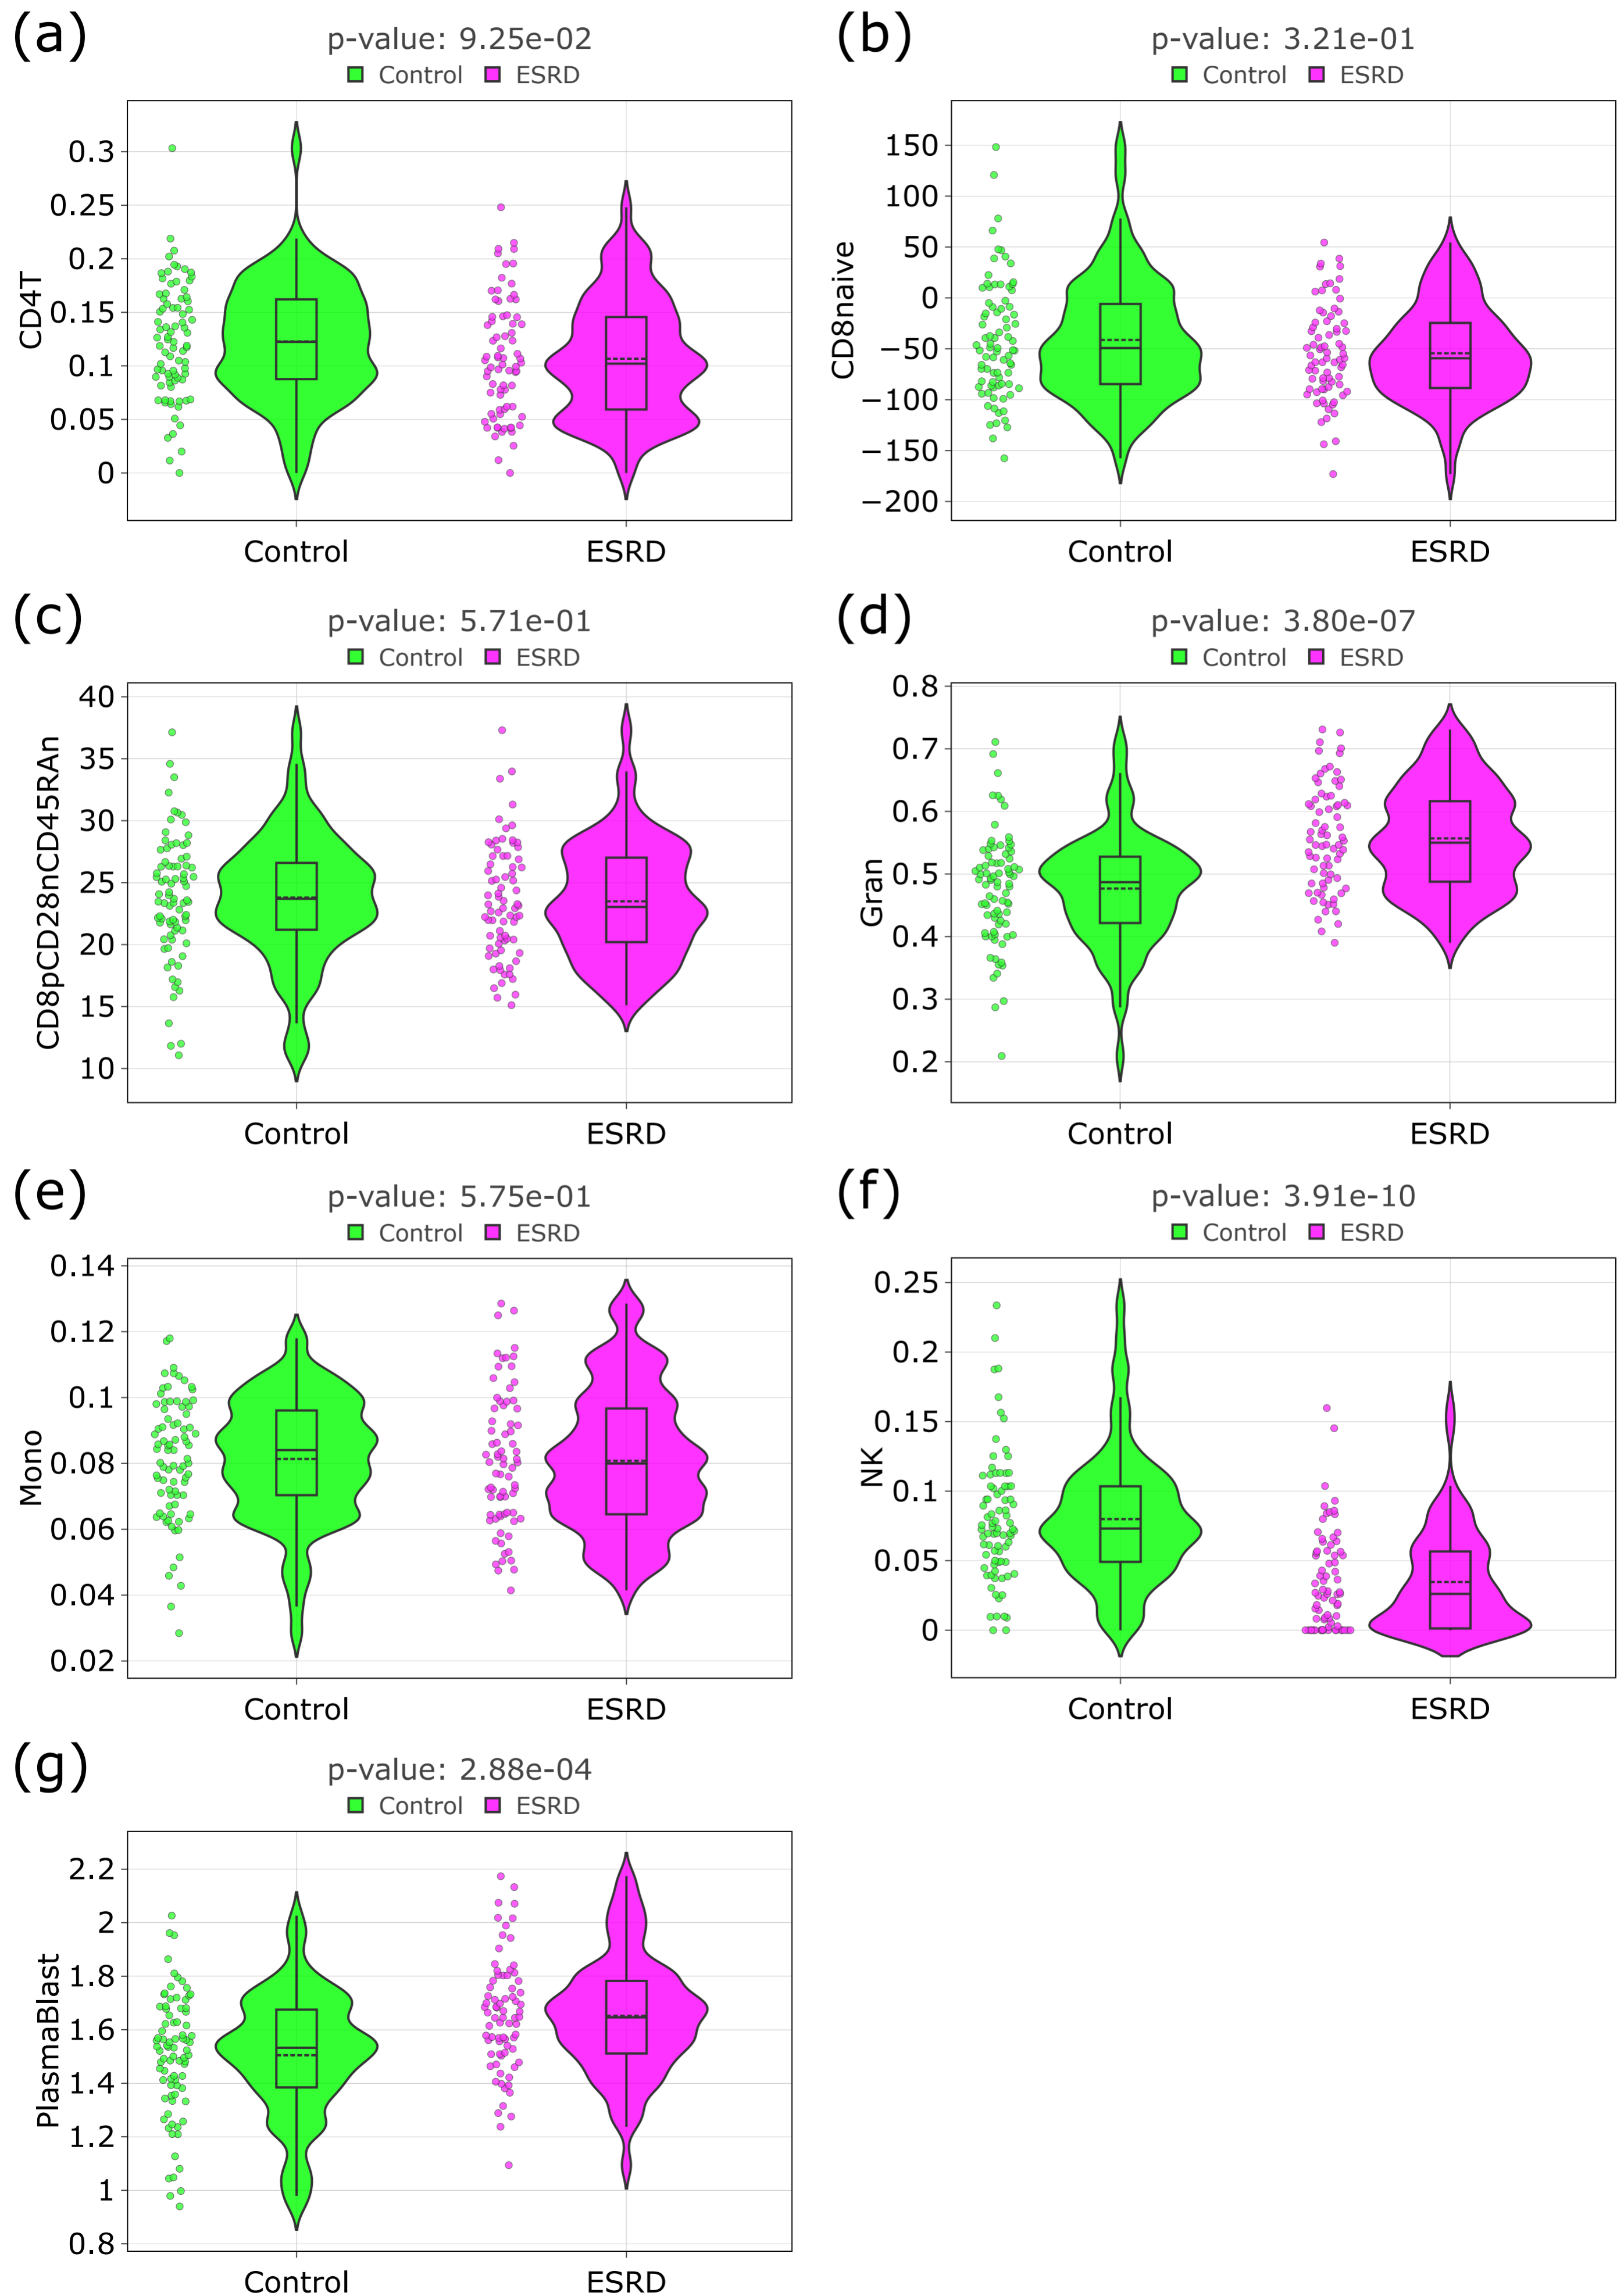 (a)
p-value: 9.25e-02
Control ESRD
CD4T
0.3
0.25
0.2
0.15
0.1
0.05
0
Control ESRD
(b)
p-value: 3.21e-01
Control ESRD
CD8naive
150
100
50
0
−50
−100
−150
−200
Control ESRD
(c)
p-value: 5.71e-01
Control ESRD
CD8pCD28nCD45RAn
40
35
30
25
20
15
10
Control ESRD
(d)
p-value: 3.80e-07
Control ESRD
Gran
0.8
0.7
0.6
0.5
0.4
0.3
0.2
Control ESRD
(e)
p-value: 5.75e-01
Control ESRD
Mono
0.14
0.12
0.1
0.08
0.06
0.04
0.02
Control ESRD
(f)
p-value: 3.91e-10
Control ESRD
NK
0.25
0.2
0.15
0.1
0.05
0
Control ESRD
(g)
p-value: 2.88e-04
Control ESRD
PlasmaBlast
2.2
2
1.8
1.6
1.4
1.2
1
0.8
Control ESRD